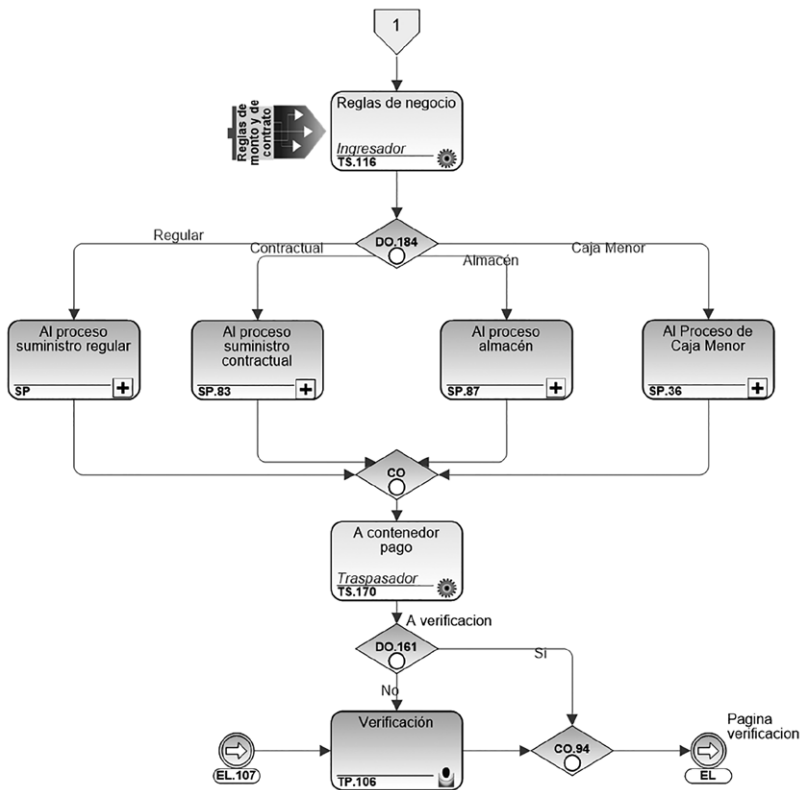 1
Reglas de negocio
Reglas de
monto y de
contrato
Ingresador
TS.116
DO.184
Regular
Contractual
Almacén
Caja Menor
Al proceso
suministro regular
SP
Al proceso
suministro
contractual
SP.83
Al proceso
almacén
SP.87
Al Proceso de
Caja Menor
SP.36
CO
A contenedor
pago
Traspasador
TS.170
A verificacion
DO.161
Si
No
Verificación
TP.106
EL.107
CO.94
Pagina
verificacion
EL